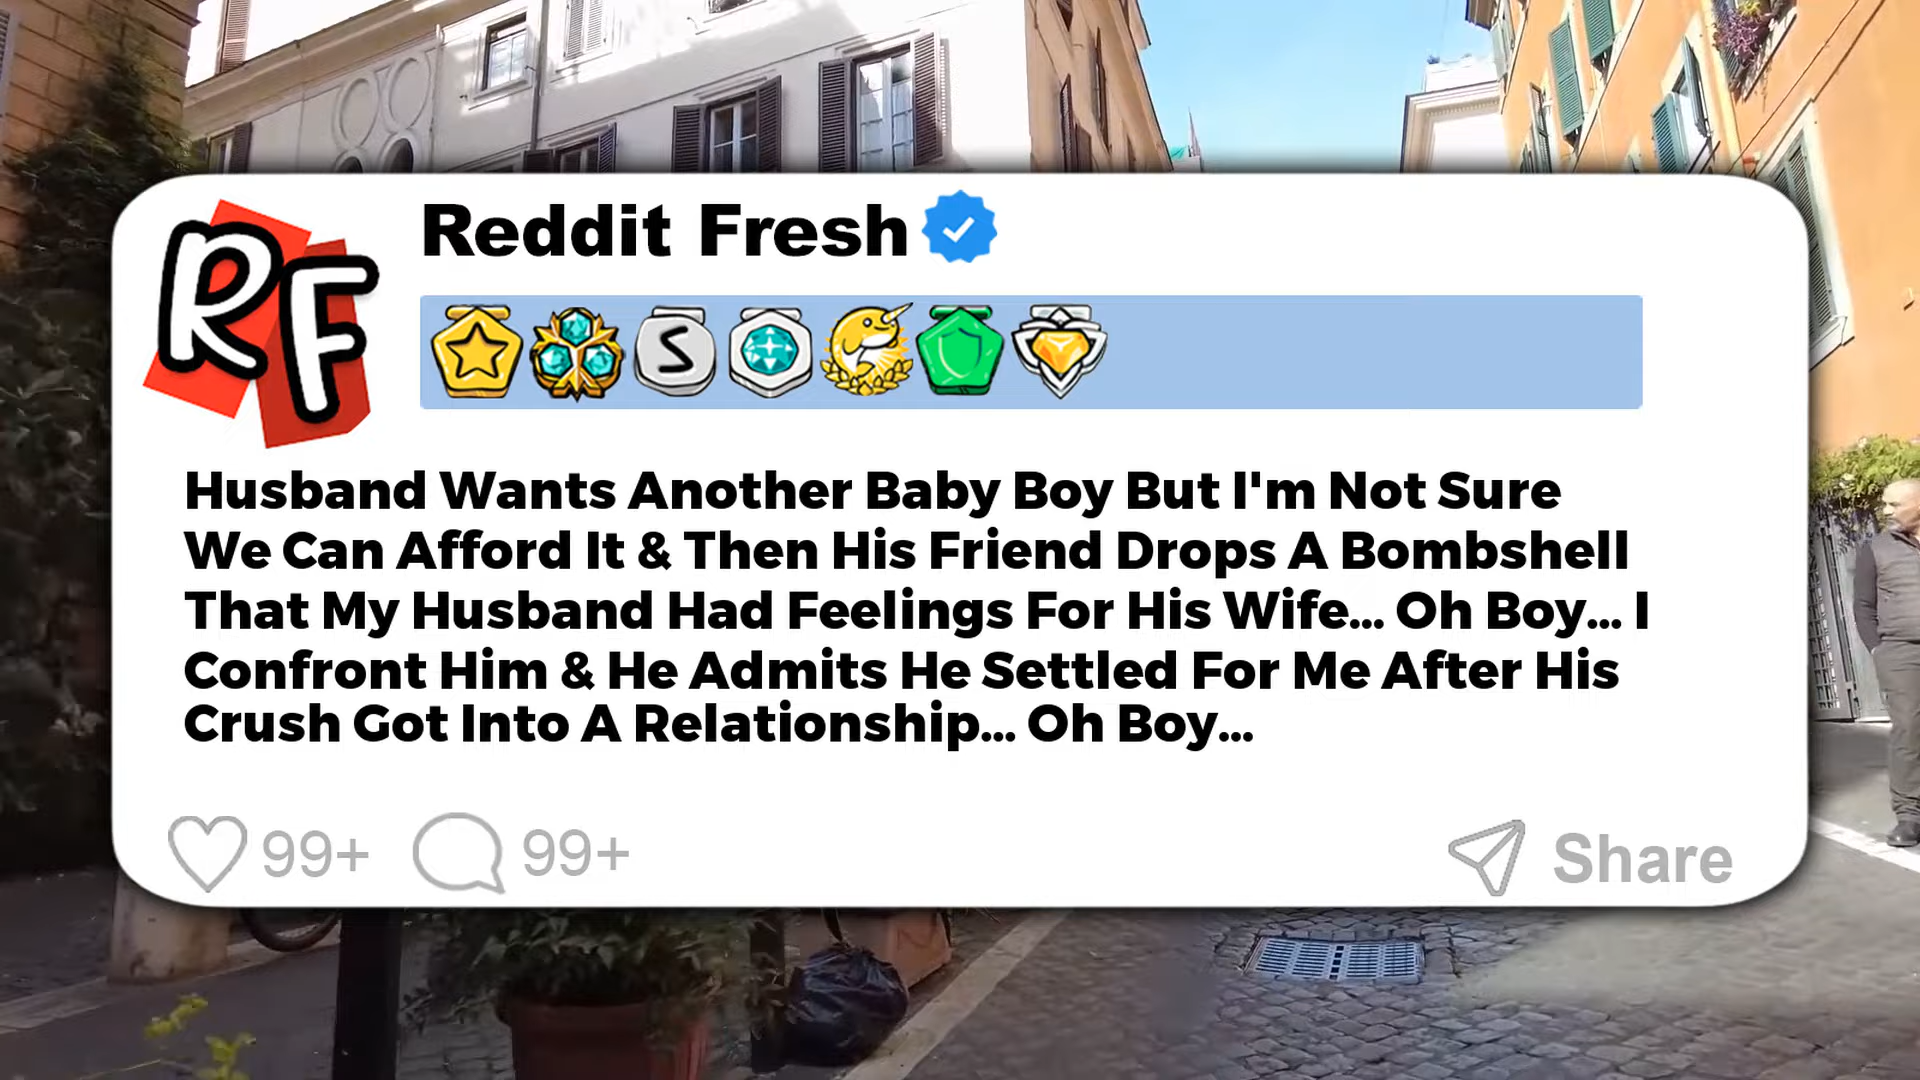 RF
Reddit Fresh
S
Husband Wants Another Baby Boy But I'm Not Sure
We Can Afford It & Then His Friend Drops A Bombshell
That My Husband Had Feelings For His Wife... Oh Boy... I
Confront Him & He Admits He Settled For Me After His
Crush Got Into A Relationship... Oh Boy...
99+ 99+ Share